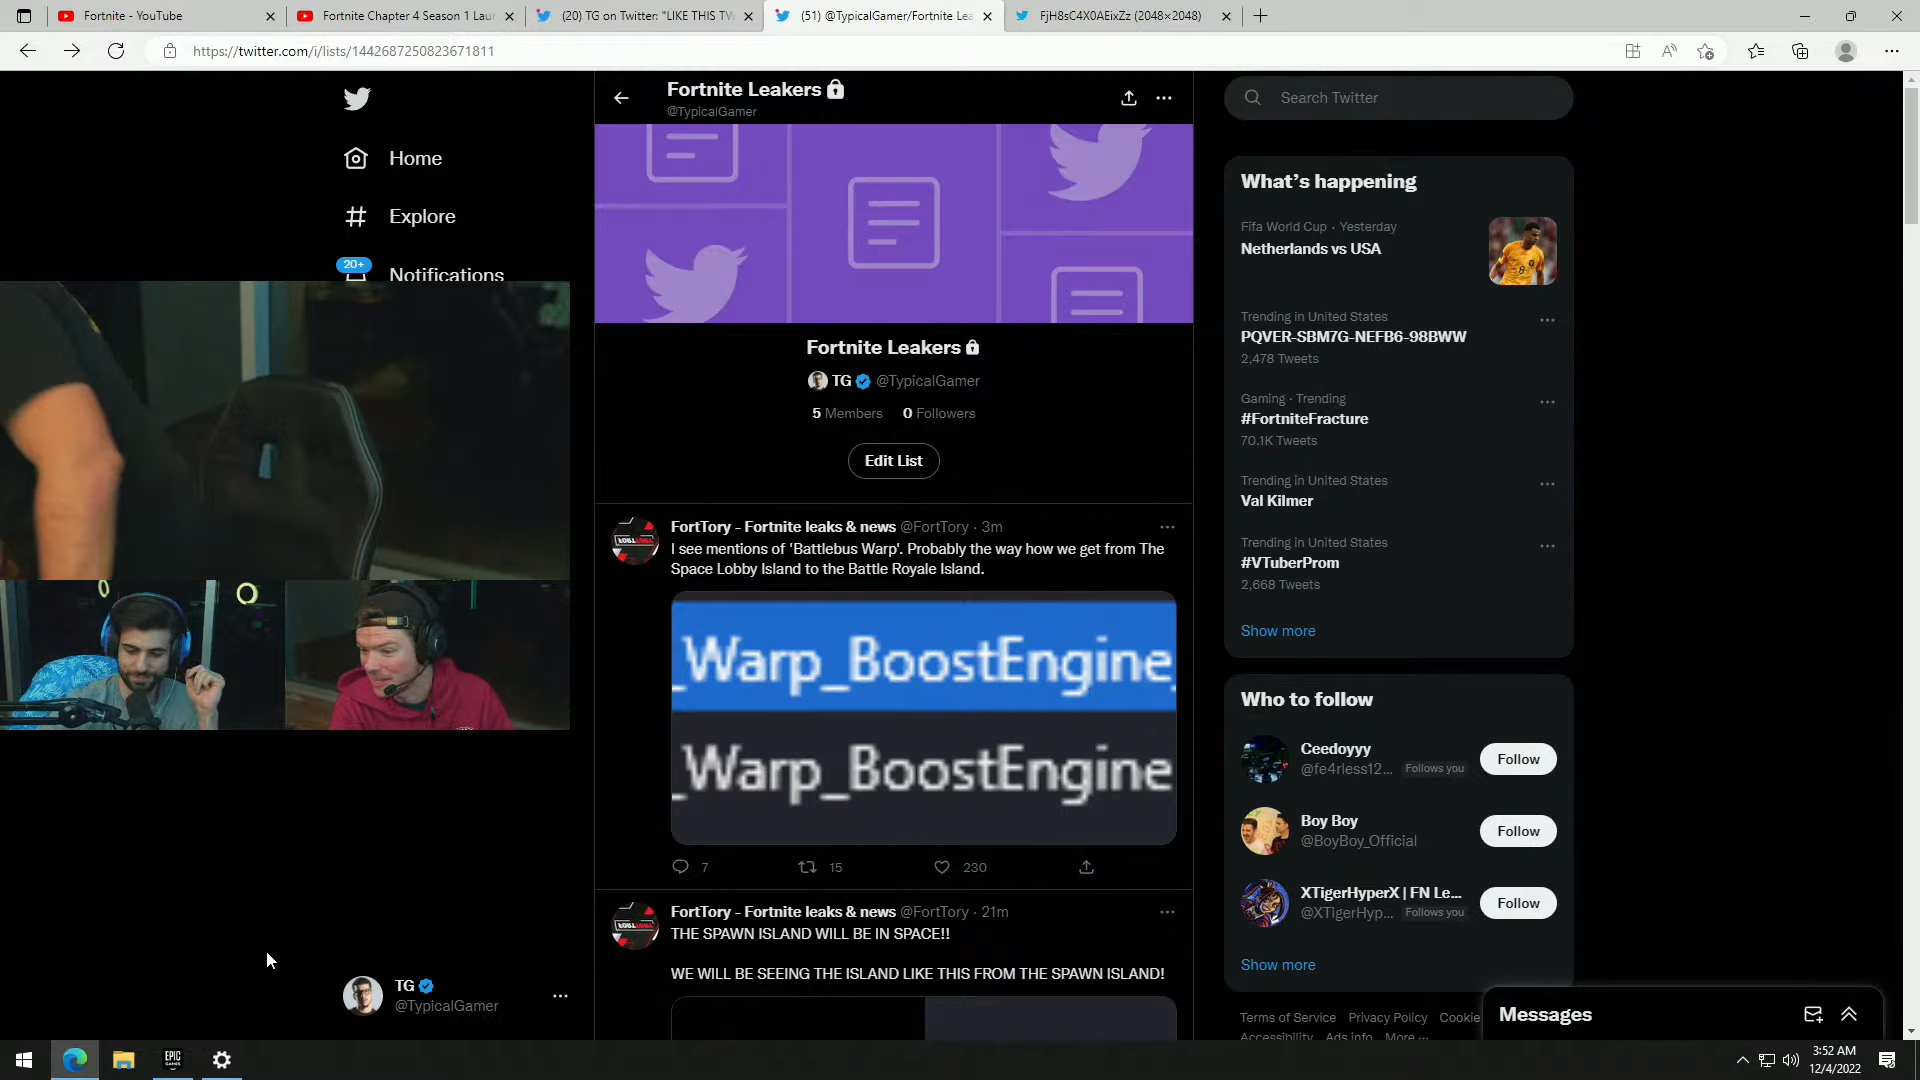 Fortnite - YouTube
Fortnite Chapter 4 Season 1 Lau
(20) TG on Twitter: "LIKE THIS TW
(51) @TypicalGamer/Fortnite Lea
FjH8sC4X0AEixZz (2048×2048)
https://twitter.com/i/lists/1442687250823671811
Home
Explore
20+
Notifications
TG
@TypicalGamer
Fortnite Leakers
@TypicalGamer
Fortnite Leakers
TG @TypicalGamer
5 Members 0 Followers
Edit List
FortTory - Fortnite leaks & news @FortTory · 3m
I see mentions of 'Battlebus Warp'. Probably the way how we get from The
Space Lobby Island to the Battle Royale Island.
_Warp_BoostEngine_
_Warp_BoostEngine
7 15 230
FortTory - Fortnite leaks & news @FortTory · 21m
THE SPAWN ISLAND WILL BE IN SPACE!!
WE WILL BE SEEING THE ISLAND LIKE THIS FROM THE SPAWN ISLAND!
Search Twitter
What's happening
Fifa World Cup · Yesterday
Netherlands vs USA
Trending in United States
PQVER-SBM7G-NEFB6-98BWW
2,478 Tweets
Gaming · Trending
#FortniteFracture
70.1K Tweets
Trending in United States
Val Kilmer
Trending in United States
#VTuberProm
2,668 Tweets
Show more
Who to follow
Ceedoyyy
@fe4rless12... Follows you
Follow
Boy Boy
@BoyBoy_Official
Follow
XTigerHyperX | FN Le...
@XTigerHyp... Follows you
Follow
Show more
Terms of Service Privacy Policy Cookie
Accessibility Ads info More ...
Messages
EPIC
GAMES
3:52 AM
12/4/2022